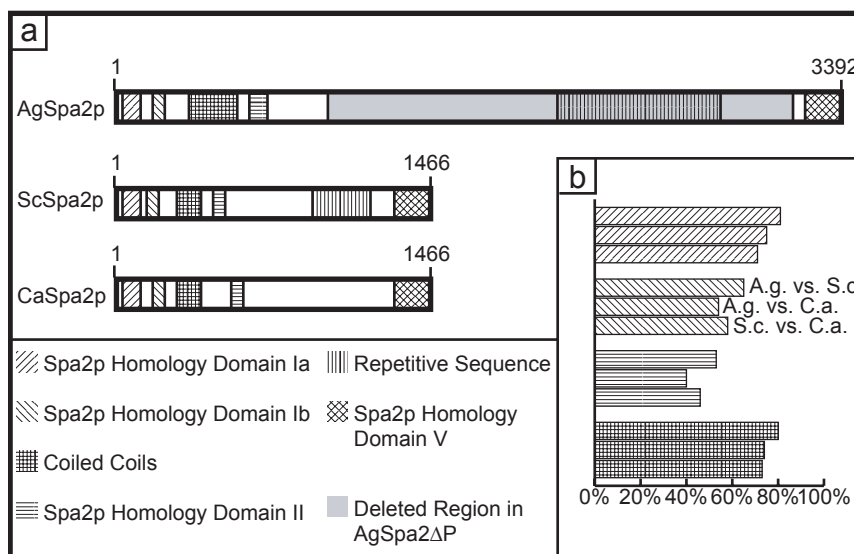 a
1
3392
AgSpa2p
1
1466
ScSpa2p
1
1466
CaSpa2p
Spa2p Homology Domain Ia
Spa2p Homology Domain Ib
Coiled Coils
Spa2p Homology Domain II
Repetitive Sequence
Spa2p Homology
Domain V
Deleted Region in
AgSpa2ΔP
b
A.g. vs. S.c
A.g. vs. C.a.
S.c. vs. C.a.
0% 20% 40% 60% 80% 100%